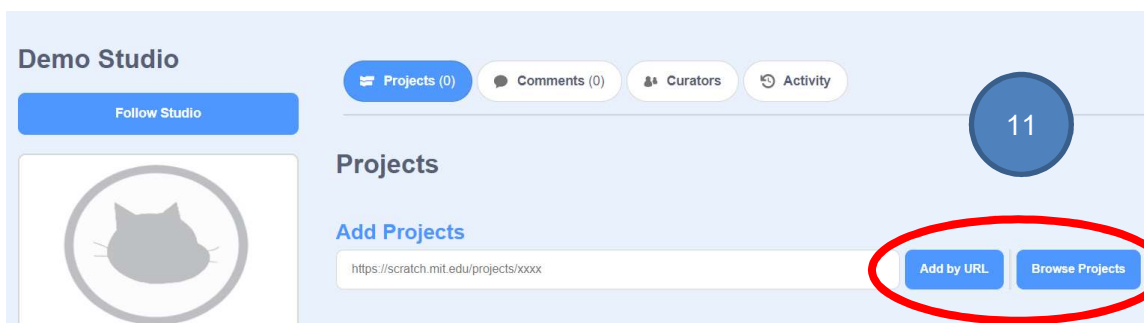 Demo Studio
Follow Studio
Projects (0) Comments (0) Curators Activity
11
Projects
Add Projects
https://scratch.mit.edu/projects/xxxx Add by URL Browse Projects